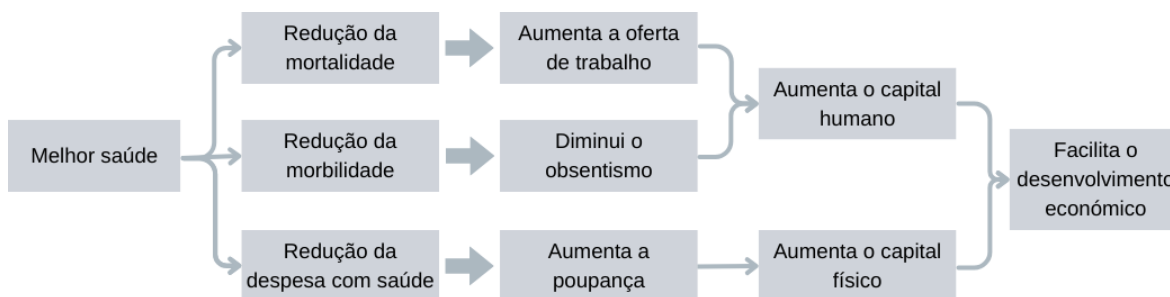 Melhor saúde
Redução da
mortalidade
Aumenta a oferta
de trabalho
Redução da
morbilidade
Diminui o
obsentismo
Aumenta o capital
humano
Redução da
despesa com saúde
Aumenta a
poupança
Aumenta o capital
físico
Facilita o
desenvolvimento
económico